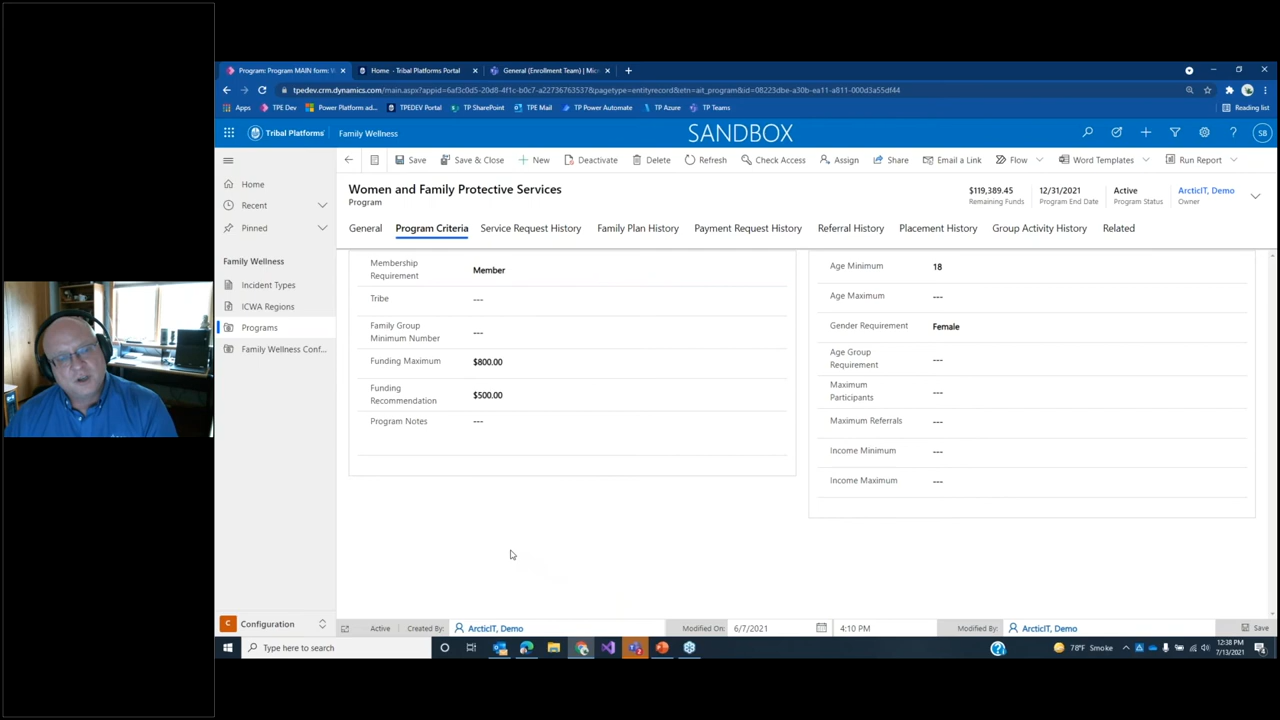 Program: Program MAIN form: W
Home - Tribal Platforms Portal
General (Enrollment Team) | Mic
tpedev.crm.dynamics.com/main.aspx?appid=6af3c0d5-20d8-4f1c-b0c7-a22736763537&pagetype=entityrecord&etn=ait_program&id=08223dbe-a30b-ea11-a811-000d3a55df44
Apps TPE Dev Power Platform ad... TPEDEV Portal TP SharePoint TPE Mail TP Power Automate TP Azure TP Teams Reading list
Tribal Platforms Family Wellness SANDBOX ? SB
Save Save & Close New Deactivate Delete Refresh Check Access Assign Share Email a Link Flow Word Templates Run Report
Home
Recent
Pinned
Family Wellness
Incident Types
ICWA Regions
Programs
Family Wellness Conf...
C Configuration
Women and Family Protective Services
Program
$119,389.45
Remaining Funds
12/31/2021
Program End Date
Active
Program Status
ArcticIT, Demo
Owner
General Program Criteria Service Request History Family Plan History Payment Request History Referral History Placement History Group Activity History Related
Membership
Requirement
Member
Tribe ---
Family Group
Minimum Number
---
Funding Maximum $800.00
Funding
Recommendation
$500.00
Program Notes ---
Age Minimum 18
Age Maximum ---
Gender Requirement Female
Age Group
Requirement
---
Maximum
Participants
---
Maximum Referrals ---
Income Minimum ---
Income Maximum ---
Active Created By: ArcticIT, Demo Modified On: 6/7/2021 4:10 PM Modified By: ArcticIT, Demo Save
Type here to search
78°F Smoke
12:38 PM
7/13/2021